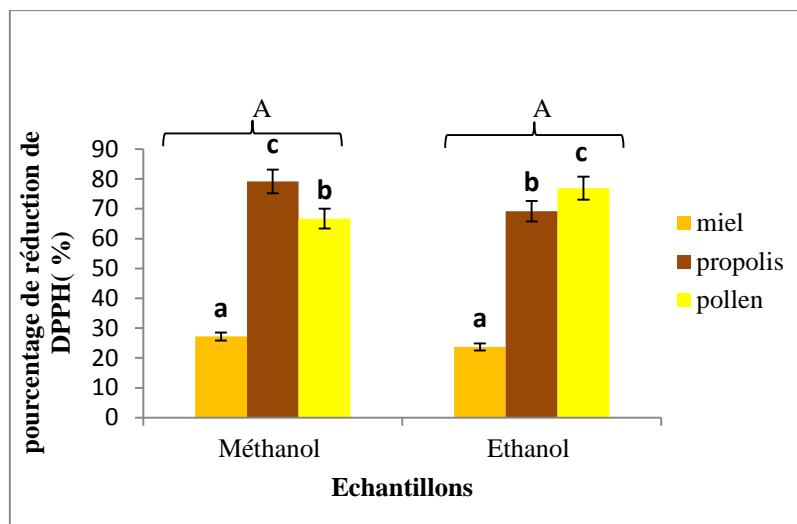 pourcentage de réduction de
DPPH( %)
90
80
70
60
50
40
30
20
10
0
A
a
c
b
A
a
b
c
Méthanol
Ethanol
Echantillons
miel
propolis
pollen